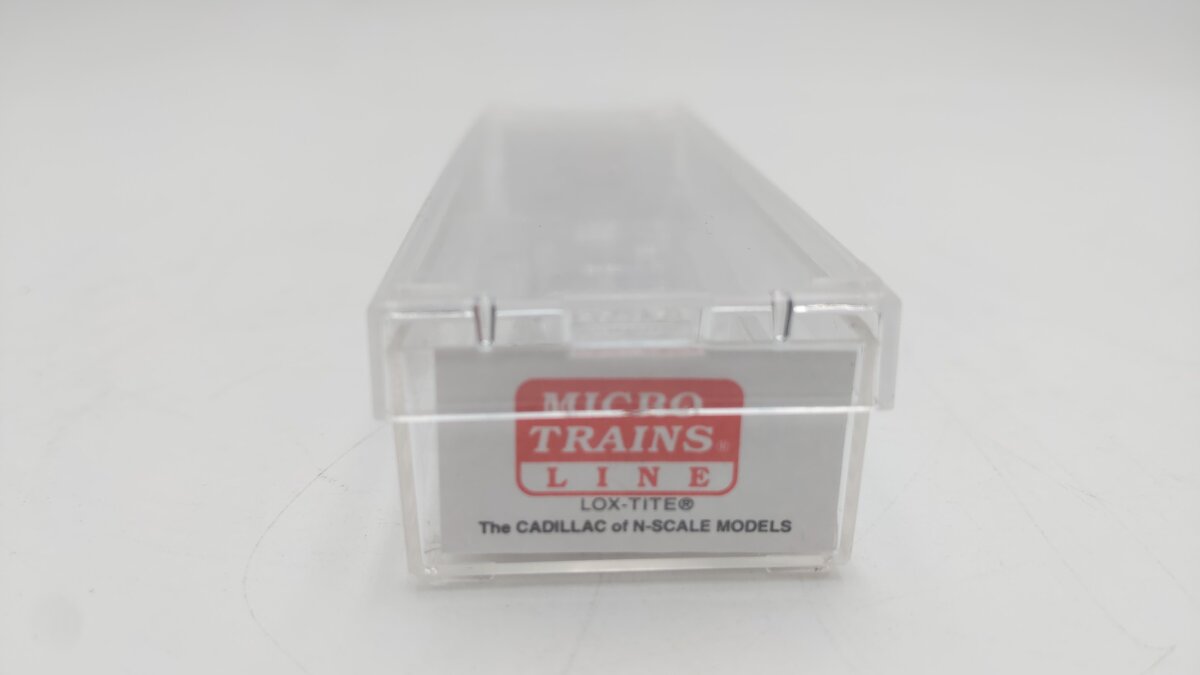 MICRO
TRAINS®
LINE
LOX-TITE®
The CADILLAC of N-SCALE MODELS